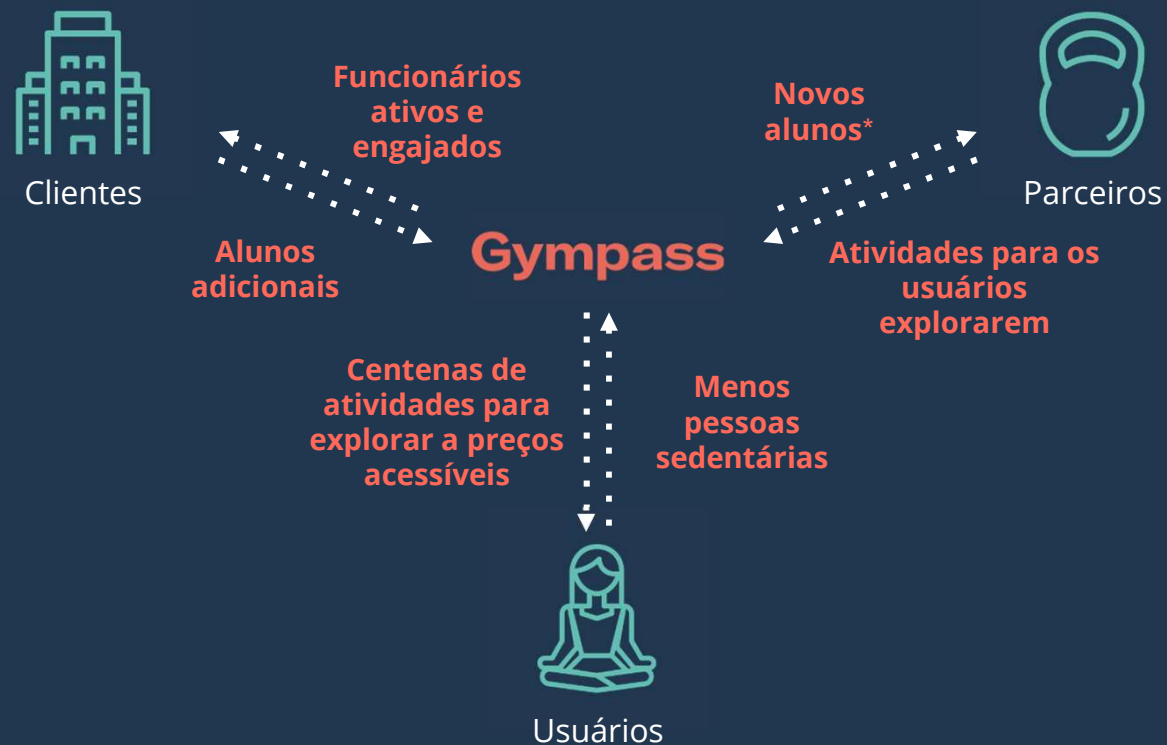 Funcionários
ativos e
engajados
Novos
alunos*
Clientes
Parceiros
Alunos
adicionais
Gympass
Atividades para os
usuários
explorarem
Centenas de
atividades para
explorar a preços
acessíveis
Menos
pessoas
sedentárias
Usuários